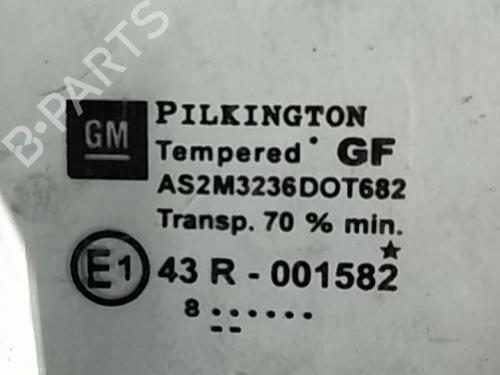 B-PARTS
GM
PILKINGTON
Tempered GF
AS2M3236DOT682
Transp. 70 % min.
E1 43 R - 001582
8 ......